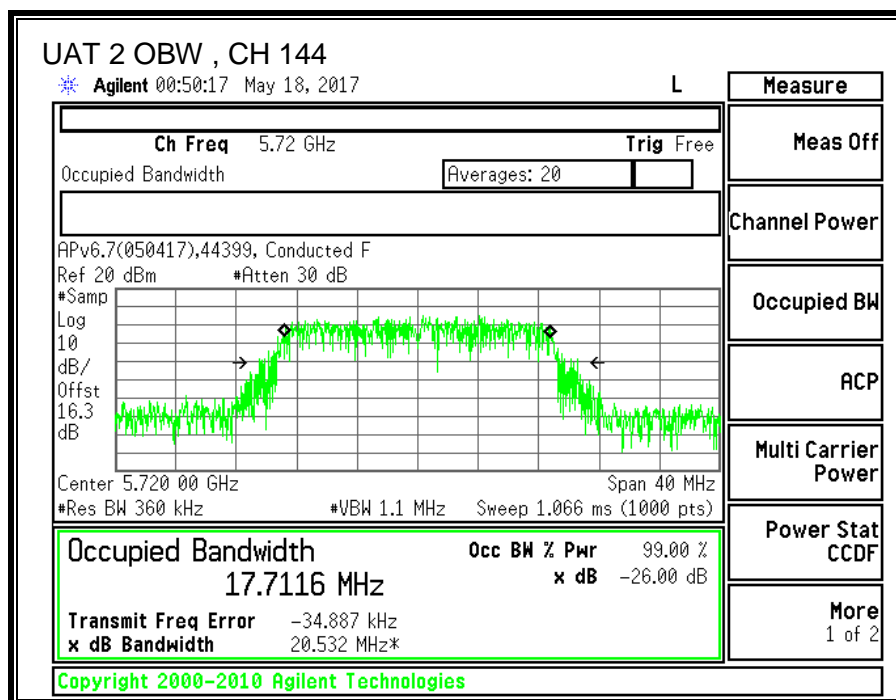 UAT 2 OBW , CH 144
Agilent 00:50:17 May 18, 2017 L
Measure
Ch Freq 5.72 GHz Trig Free
Meas Off
Occupied Bandwidth Averages: 20
Channel Power
APv6.7(050417),44399, Conducted F
Ref 20 dBm #Atten 30 dB
#Samp
Log
10
dB/
Offst
16.3
dB
Occupied BW
ACP
Center 5.720 00 GHz Span 40 MHz
#Res BW 360 kHz #VBW 1.1 MHz Sweep 1.066 ms (1000 pts)
Multi Carrier
Power
Occupied Bandwidth
17.7116 MHz
Occ BW % Pwr 99.00 %
x dB -26.00 dB
Transmit Freq Error -34.887 kHz
x dB Bandwidth 20.532 MHz*
Power Stat
CCDF
More
1 of 2
Copyright 2000-2010 Agilent Technologies